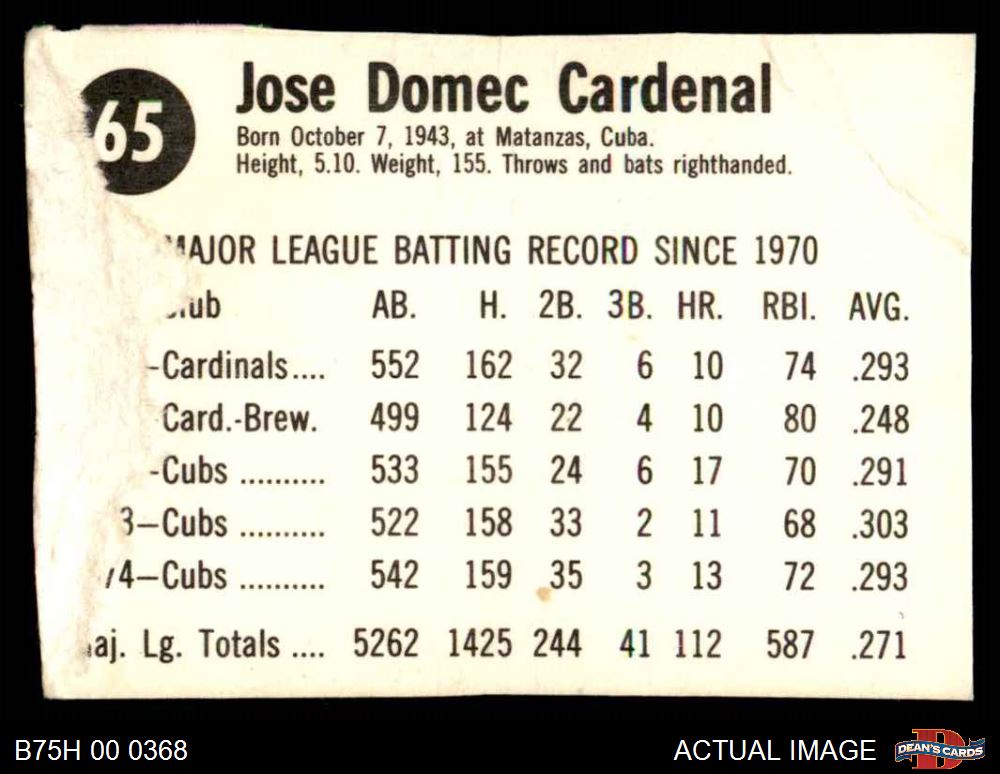 65
Jose Domec Cardenal
Born October 7, 1943, at Matanzas, Cuba.
Height, 5.10. Weight, 155. Throws and bats righthanded.
MAJOR LEAGUE BATTING RECORD SINCE 1970
Club AB. H. 2B. 3B. HR. RBI. AVG.
-Cardinals.... 552 162 32 6 10 74 .293
Card.-Brew. 499 124 22 4 10 80 .248
-Cubs .......... 533 155 24 6 17 70 .291
3—Cubs .......... 522 158 33 2 11 68 .303
4—Cubs .......... 542 159 35 3 13 72 .293
aj. Lg. Totals .... 5262 1425 244 41 112 587 .271
B75H 00 0368
ACTUAL IMAGE
D
DEAN'S CARDS